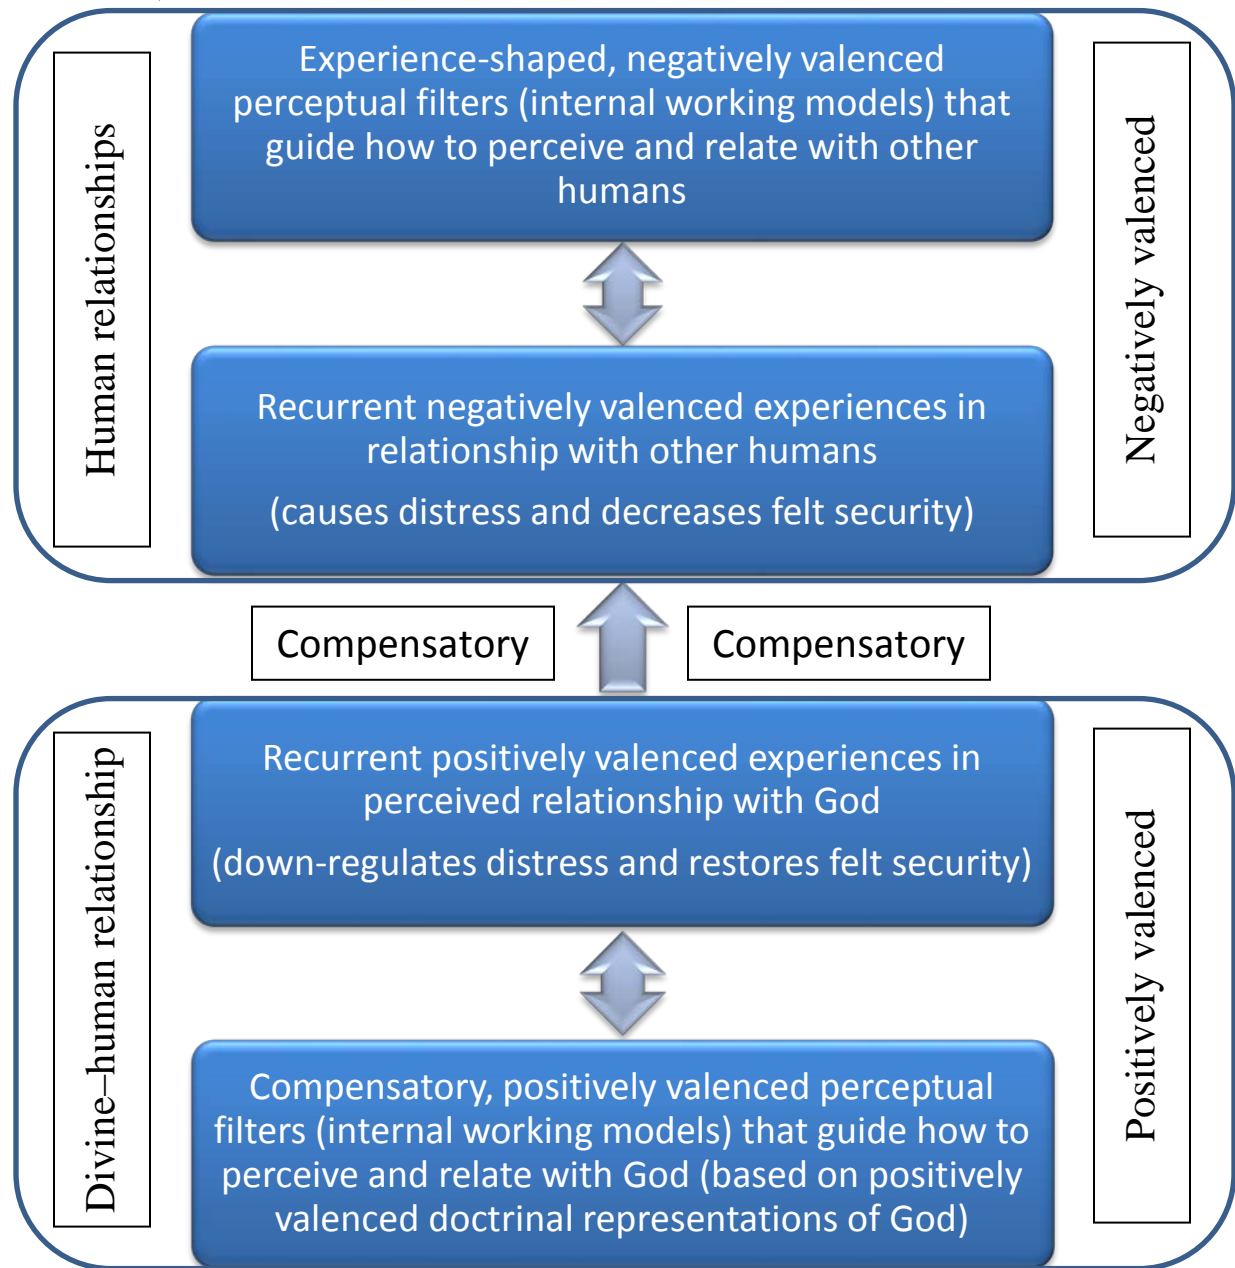 Human relationships
Experience-shaped, negatively valenced
perceptual filters (internal working models) that
guide how to perceive and relate with other
humans
Negatively valenced
Recurrent negatively valenced experiences in
relationship with other humans
(causes distress and decreases felt security)
Compensatory
Compensatory
Divine–human relationship
Recurrent positively valenced experiences in
perceived relationship with God
(down-regulates distress and restores felt security)
Positively valenced
Compensatory, positively valenced perceptual
filters (internal working models) that guide how to
perceive and relate with God (based on positively
valenced doctrinal representations of God)